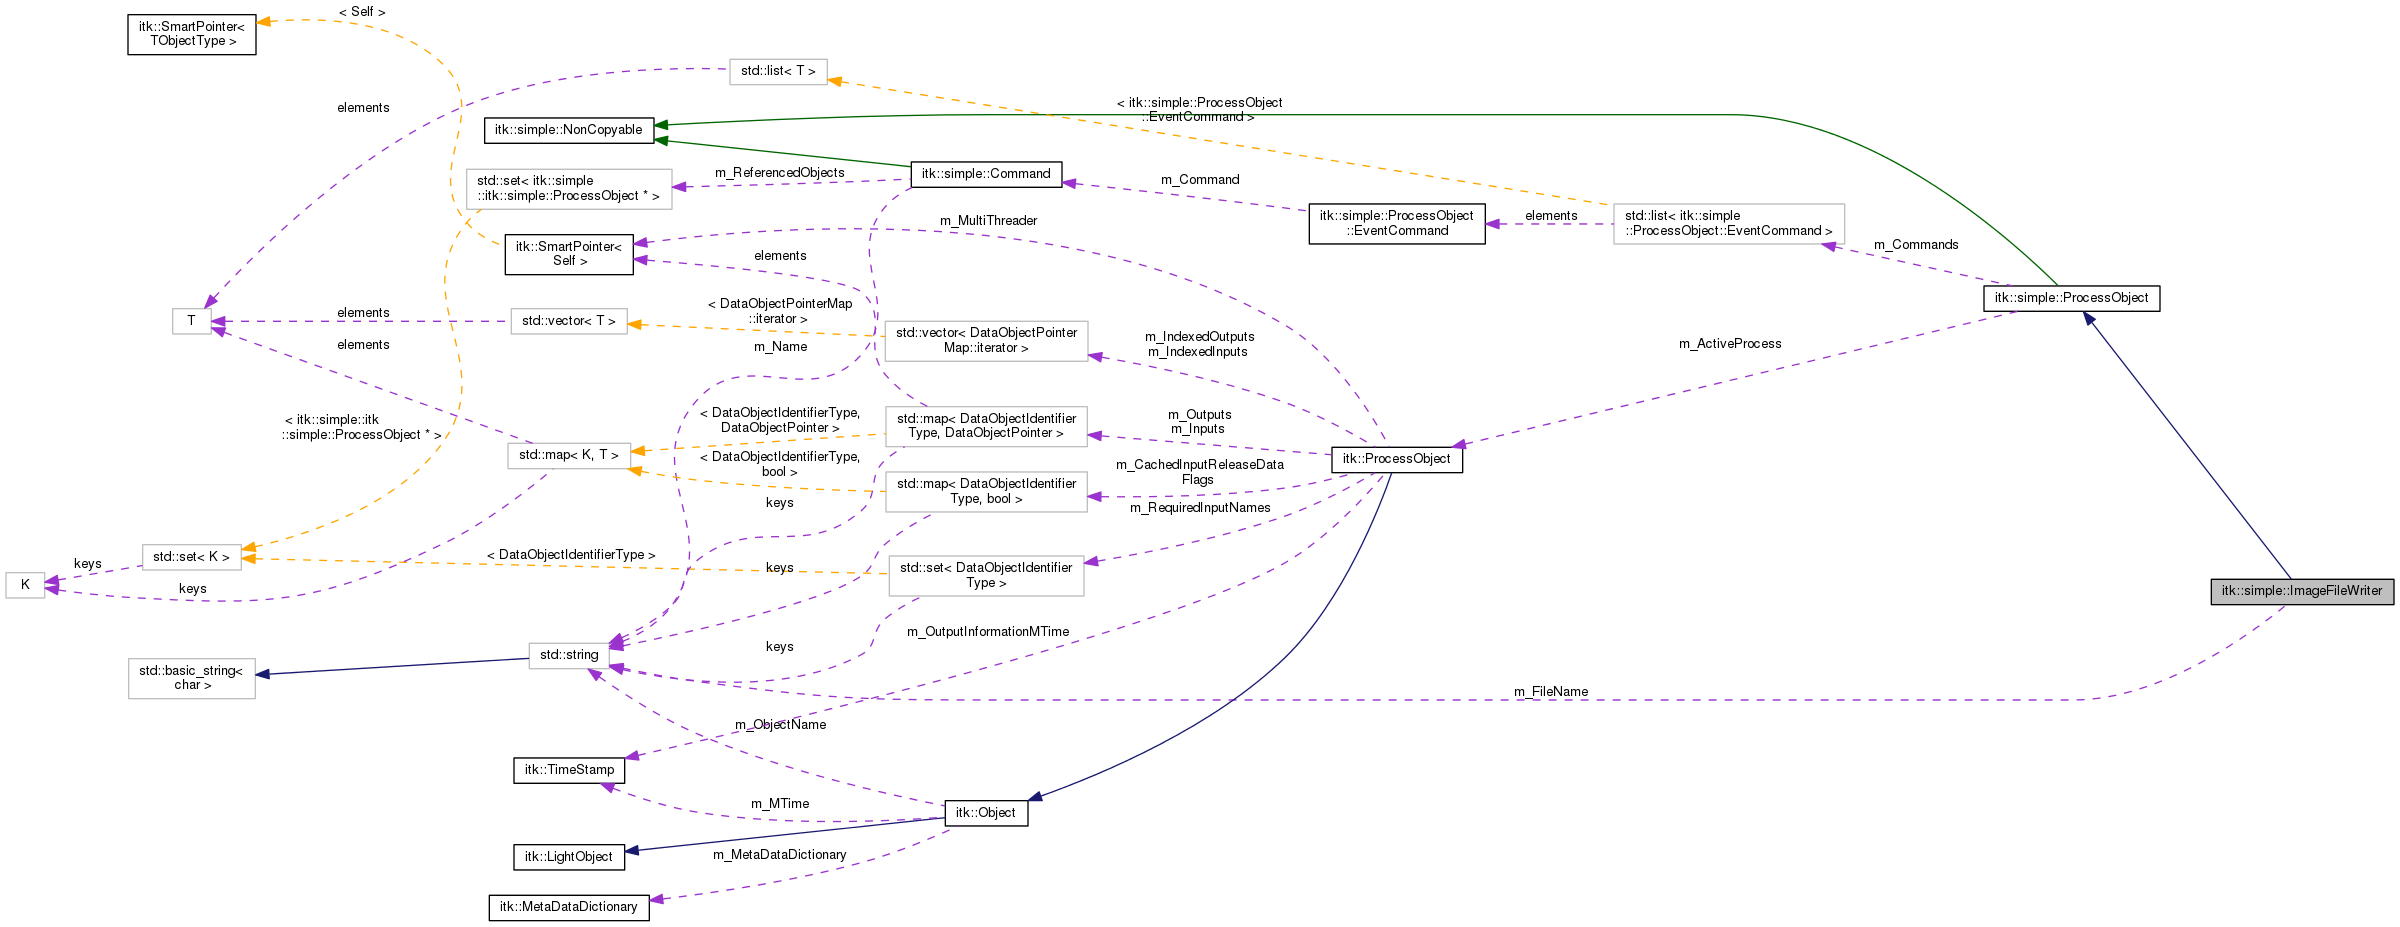 < Self >
itk::SmartPointer<
TObjectType >
std::list< T >
elements
< itk::simple::ProcessObject
::EventCommand >
itk::simple::NonCopyable
itk::simple::Command
m_ReferencedObjects
std::set< itk::simple
::itk::simple::ProcessObject * >
m_Command
itk::simple::ProcessObject
::EventCommand
elements
std::list< itk::simple
::ProcessObject::EventCommand >
m_MultiThreader
itk::SmartPointer<
Self >
elements
m_Commands
itk::simple::ProcessObject
T
elements
std::vector< T >
< DataObjectPointerMap
::iterator >
std::vector< DataObjectPointer
Map::iterator >
m_IndexedOutputs
m_IndexedInputs
elements
m_Name
m_ActiveProcess
< itk::simple::itk
::simple::ProcessObject * >
std::map< K, T >
< DataObjectIdentifierType,
DataObjectPointer >
std::map< DataObjectIdentifier
Type, DataObjectPointer >
m_Outputs
m_Inputs
itk::ProcessObject
< DataObjectIdentifierType,
bool >
std::map< DataObjectIdentifier
Type, bool >
m_CachedInputReleaseData
Flags
keys
m_RequiredInputNames
std::set< K >
< DataObjectIdentifierType >
keys
K
keys
keys
std::set< DataObjectIdentifier
Type >
itk::simple::ImageFileWriter
m_OutputInformationMTime
keys
std::string
std::basic_string<
char >
m_FileName
m_ObjectName
itk::TimeStamp
m_MTime
itk::Object
itk::LightObject
m_MetaDataDictionary
itk::MetaDataDictionary